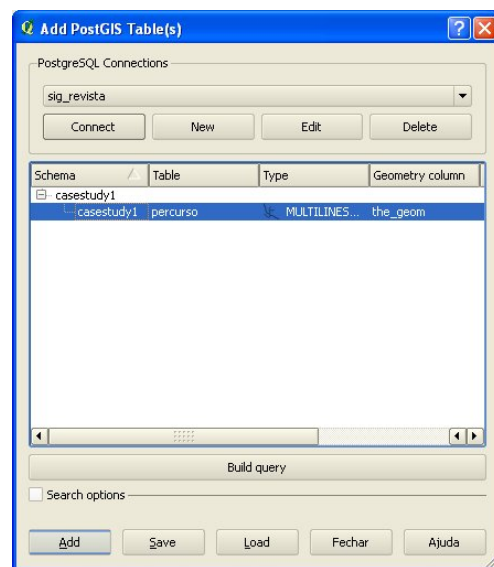 Add PostGIS Table(s)
PostgreSQL Connections
sig_revista
Connect New Edit Delete
Schema Table Type Geometry column
casestudy1
casestudy1 percurso MULTILINES... the_geom
Build query
Search options
Add Save Load Fechar Ajuda